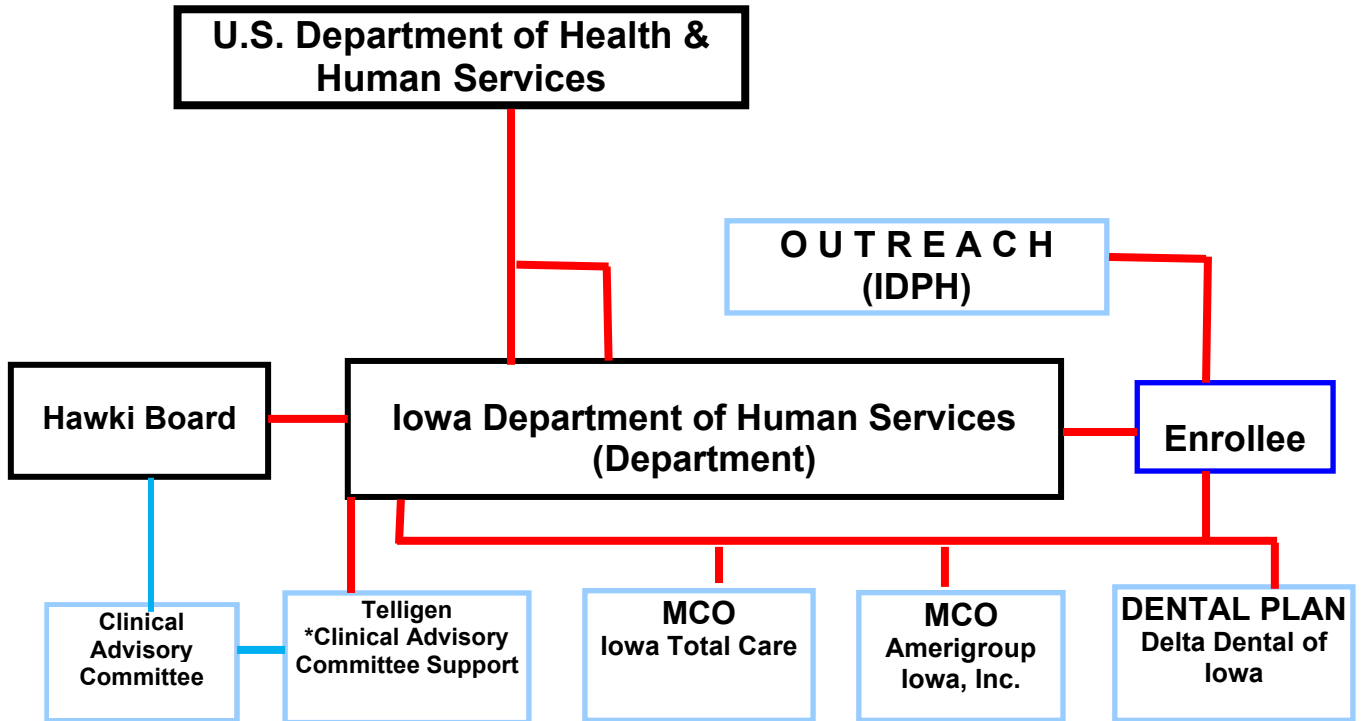 U.S. Department of Health &
Human Services
O U T R E A C H
(IDPH)
Hawki Board
Iowa Department of Human Services
(Department)
Enrollee
Clinical
Advisory
Committee
Telligen
*Clinical Advisory
Committee Support
MCO
Iowa Total Care
MCO
Amerigroup
Iowa, Inc.
DENTAL PLAN
Delta Dental of
Iowa